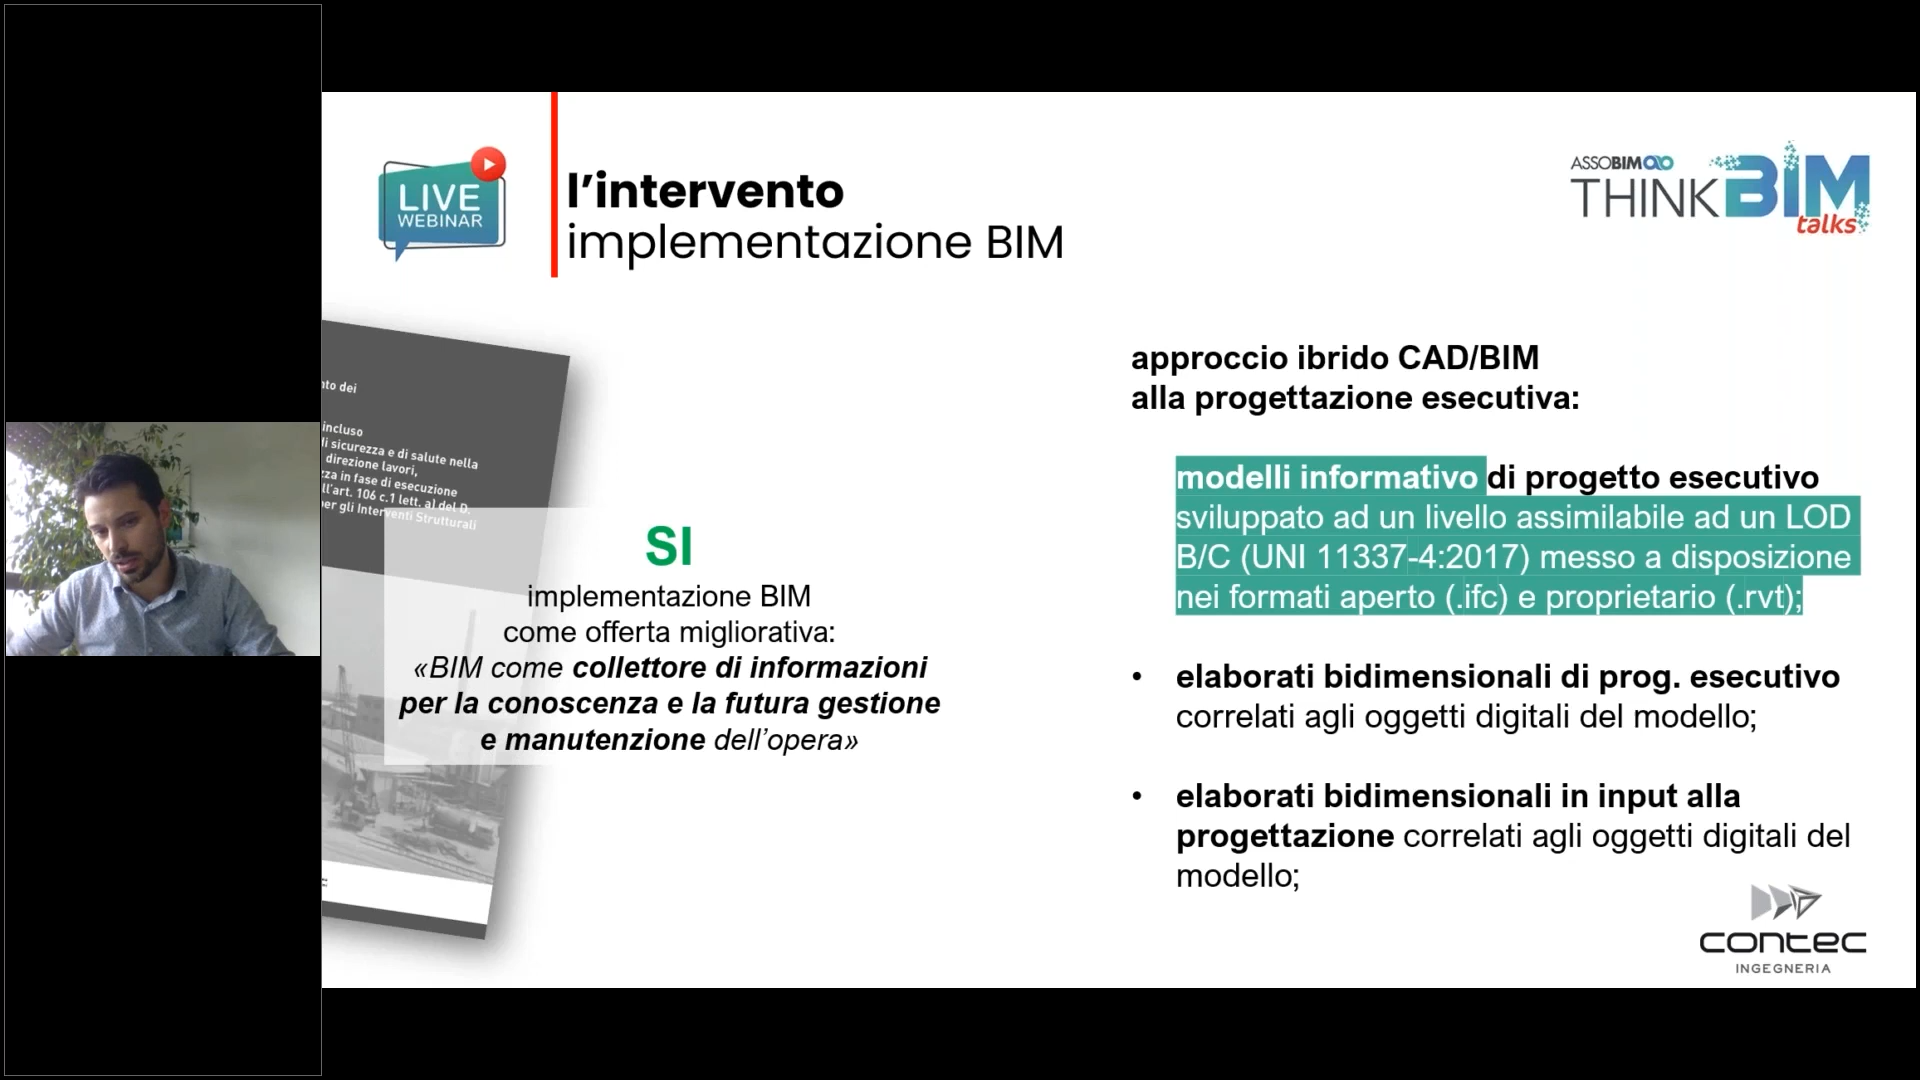 LIVE
WEBINAR
l'intervento
implementazione BIM
ASSOBIM
THINKBIM
talks
nto dei
incluso
di sicurezza e di salute nella
direzione lavori,
zza in fase di esecuzione
ll'art. 106 c.1 lett. a) del D.
per gli Interventi Strutturali
SI
implementazione BIM
come offerta migliorativa:
«BIM come collettore di informazioni
per la conoscenza e la futura gestione
e manutenzione dell'opera»
approccio ibrido CAD/BIM
alla progettazione esecutiva:
modelli informativo di progetto esecutivo
sviluppato ad un livello assimilabile ad un LOD
B/C (UNI 11337-4:2017) messo a disposizione
nei formati aperto (.ifc) e proprietario (.rvt);
• elaborati bidimensionali di prog. esecutivo
correlati agli oggetti digitali del modello;
• elaborati bidimensionali in input alla
progettazione correlati agli oggetti digitali del
modello;
contec
INGEGNERIA